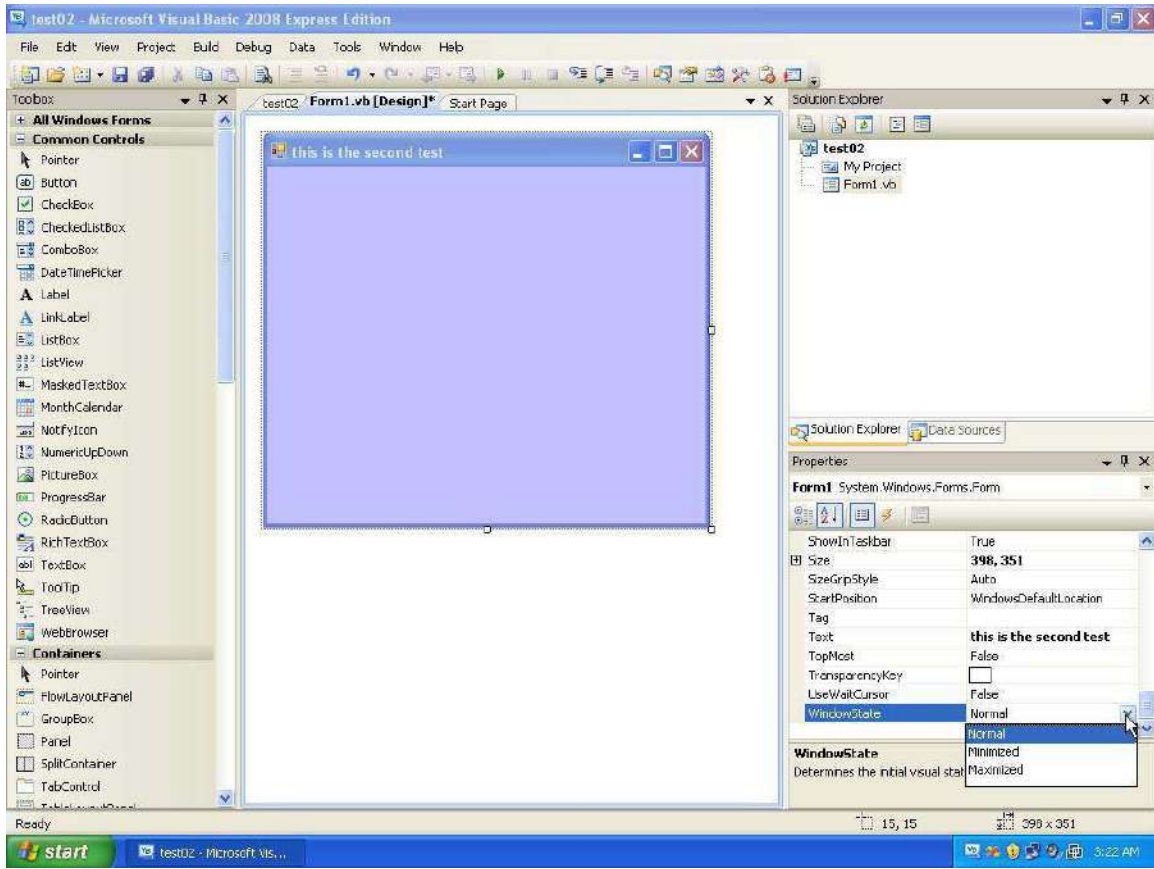 test02 - Microsoft Visual Basic 2008 Express Edition
File Edit View Project Build Debug Data Tools Window Help
Toolbox
All Windows Forms
Common Controls
Pointer
Button
CheckBox
CheckedListBox
ComboBox
DateTimePicker
Label
LinkLabel
ListBox
ListView
MaskedTextBox
MonthCalendar
NotifyIcon
NumericUpDown
PictureBox
ProgressBar
RadioButton
RichTextBox
TextBox
ToolTip
TreeView
WebBrowser
Containers
Pointer
FlowLayoutPanel
GroupBox
Panel
SplitContainer
TabControl
test02 Form1.vb [Design]* Start Page
this is the second test
Solution Explorer
test02
My Project
Form1.vb
Solution Explorer Data Sources
Properties
Form1 System.Windows.Forms.Form
ShowInTaskbar True
Size 398, 351
SizeGripStyle Auto
StartPosition WindowsDefaultLocation
Tag
Text this is the second test
TopMost False
TransparencyKey
UseWaitCursor False
WindowState Normal
Normal
Minimized
Maximized
WindowState
Determines the initial visual stat
Ready 15, 15 398 x 351
start test02 - Microsoft Vis... 3:22 AM